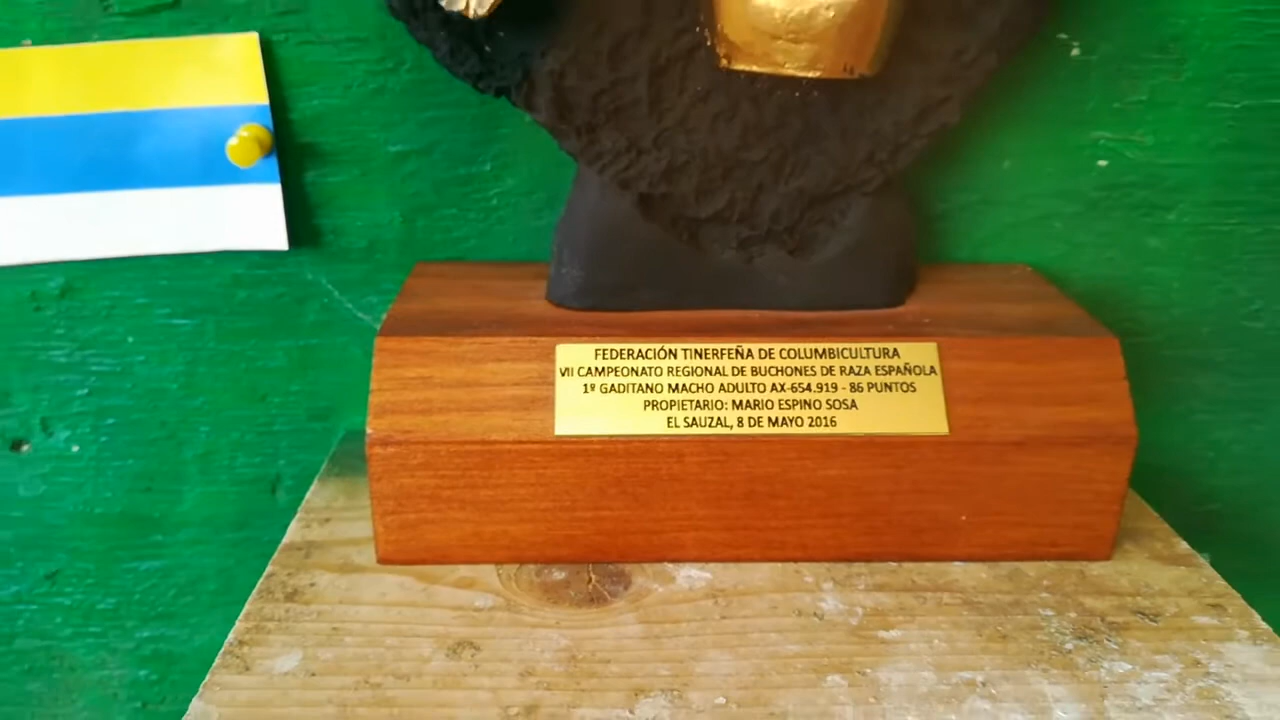 FEDERACIÓN TINERFEÑA DE COLUMBICULTURA
VII CAMPEONATO REGIONAL DE BUCHONES DE RAZA ESPAÑOLA
1º GADITANO MACHO ADULTO AX-654.919 - 86 PUNTOS
PROPIETARIO: MARIO ESPINO SOSA
EL SAUZAL, 8 DE MAYO 2016